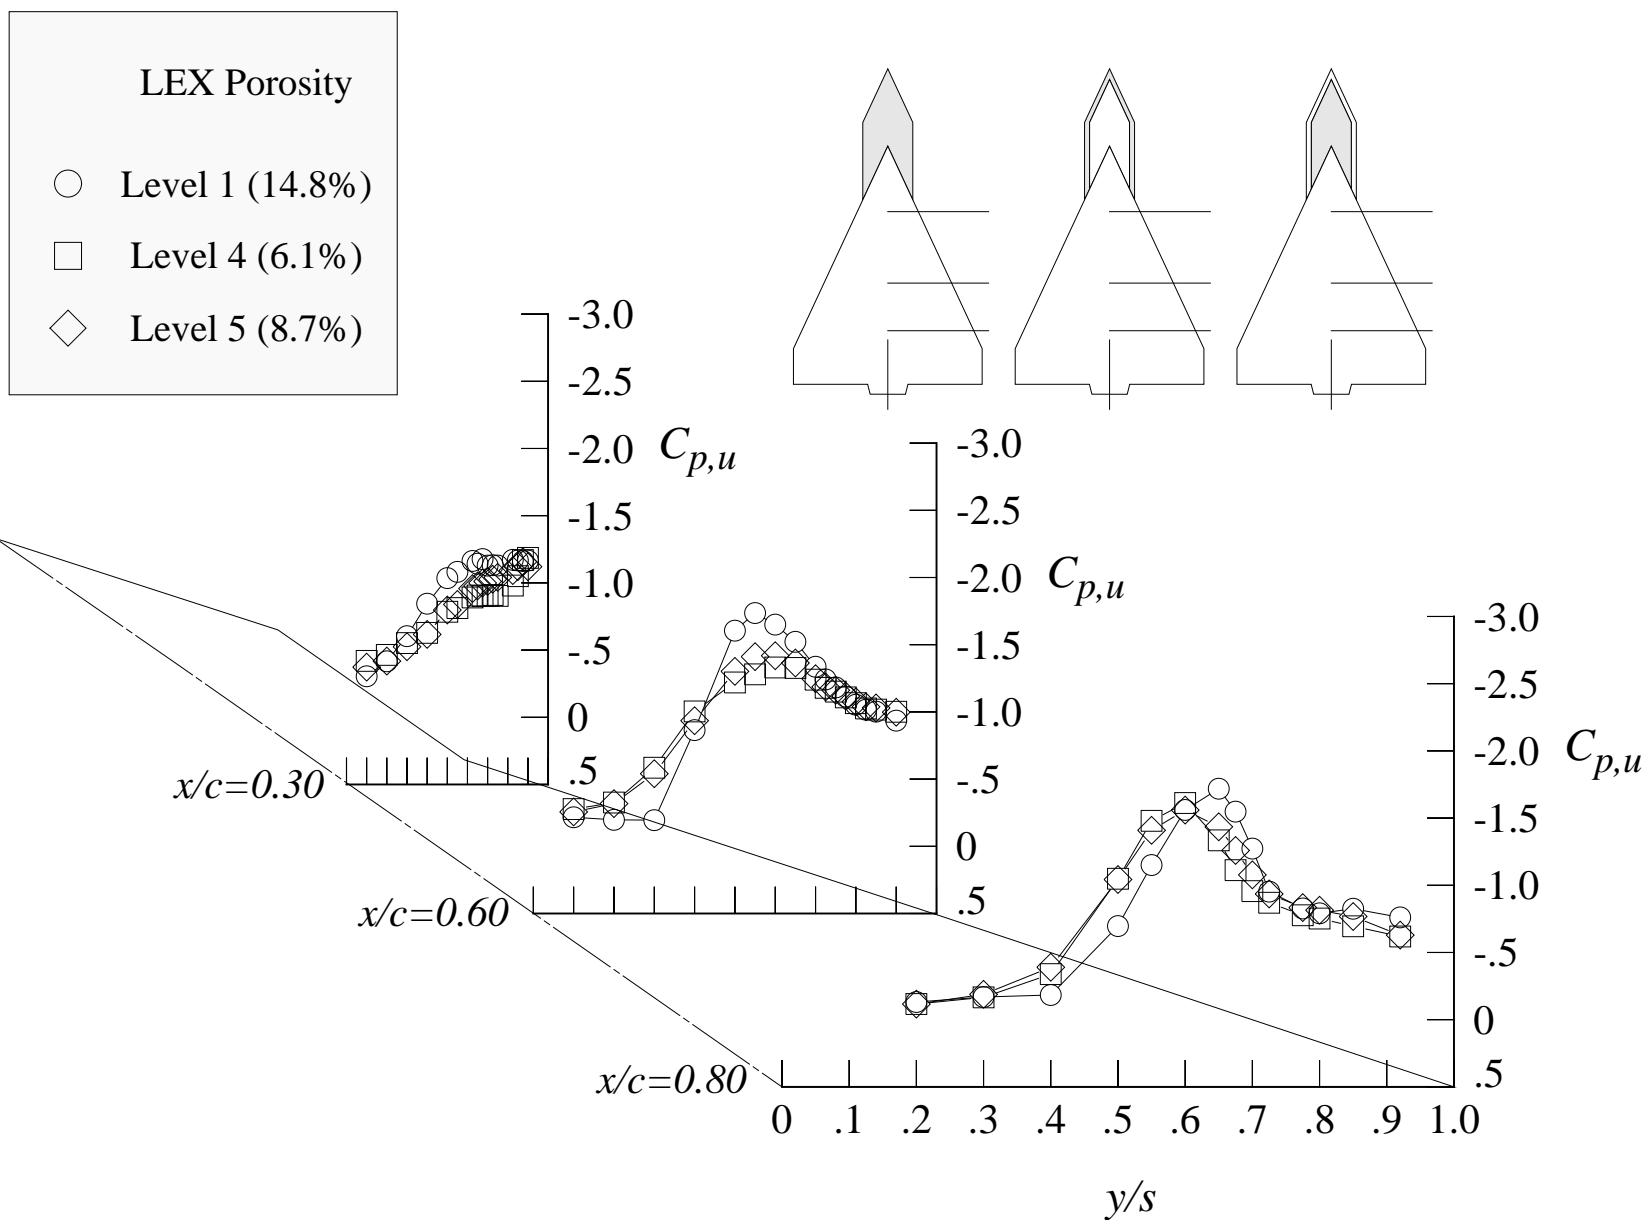 LEX Porosity
Level 1 (14.8%)
Level 4 (6.1%)
Level 5 (8.7%)
-3.0
-2.5
-2.0
-1.5
-1.0
-.5
0
.5
C_{p,u}
x/c=0.30
-3.0
-2.5
-2.0
-1.5
-1.0
-.5
0
.5
C_{p,u}
x/c=0.60
-3.0
-2.5
-2.0
-1.5
-1.0
-.5
0
.5
C_{p,u}
x/c=0.80
0 .1 .2 .3 .4 .5 .6 .7 .8 .9 1.0
y/s